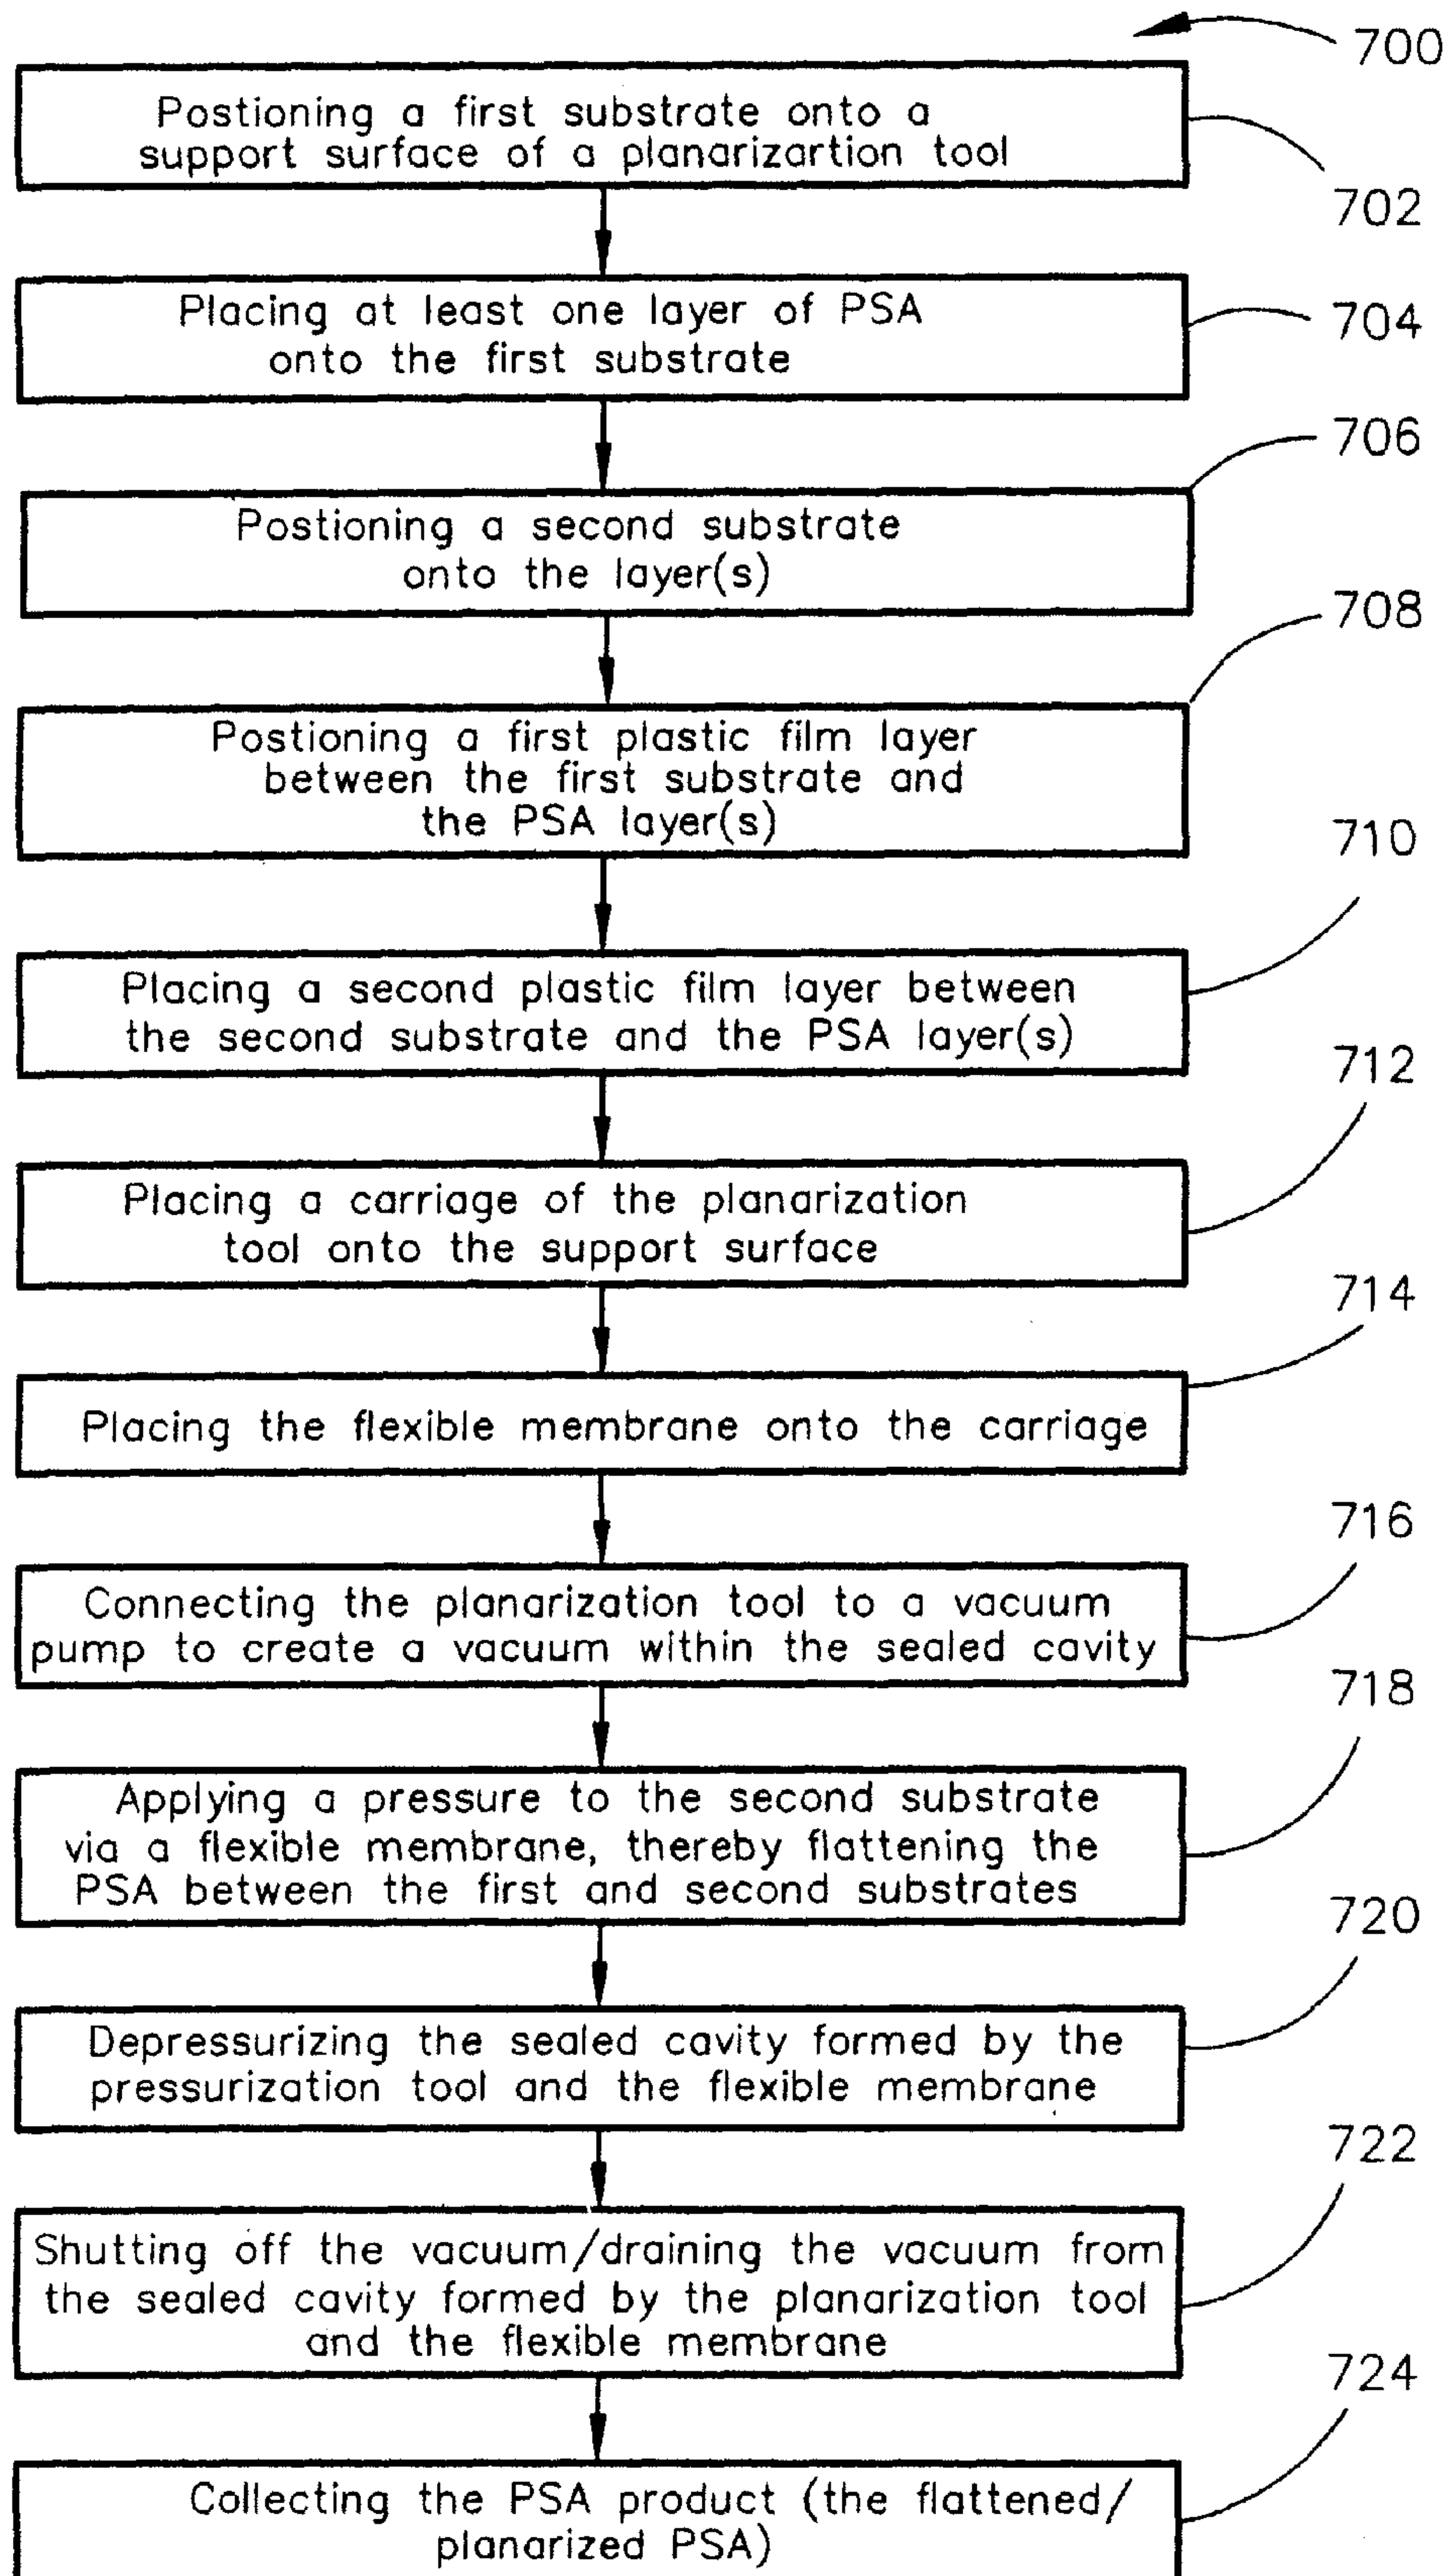 700
Postioning a first substrate onto a
support surface of a planarizartion tool
702
Placing at least one layer of PSA
onto the first substrate
704
706
Postioning a second substrate
onto the layer(s)
708
Postioning a first plastic film layer
between the first substrate and
the PSA layer(s)
710
Placing a second plastic film layer between
the second substrate and the PSA layer(s)
712
Placing a carriage of the planarization
tool onto the support surface
714
Placing the flexible membrane onto the carriage
716
Connecting the planarization tool to a vacuum
pump to create a vacuum within the sealed cavity
718
Applying a pressure to the second substrate
via a flexible membrane, thereby flattening the
PSA between the first and second substrates
720
Depressurizing the sealed cavity formed by the
pressurization tool and the flexible membrane
722
Shutting off the vacuum/draining the vacuum from
the sealed cavity formed by the planarization tool
and the flexible membrane
724
Collecting the PSA product (the flattened/
planarized PSA)